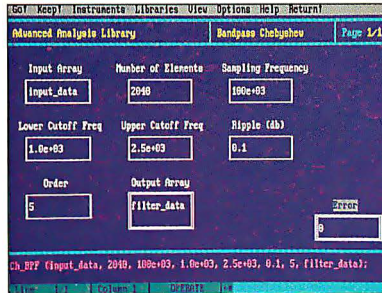 Go! Keep! Instruments Libraries View Options Help Return!
Advanced Analysis Library Bandpass Chebyshev Page 1/1
Input Array Number of Elements Sampling Frequency
input_data 2048 100e+03
Lower Cutoff Freq Upper Cutoff Freq Ripple (db)
1.0e+03 2.5e+03 0.1
Order Output Array
5 filter_data
Error
0
Ch_BPF (input_data, 2048, 100e+03, 1.0e+03, 2.5e+03, 0.1, 5, filter_data);
Line 1 Column 1 OPERATE